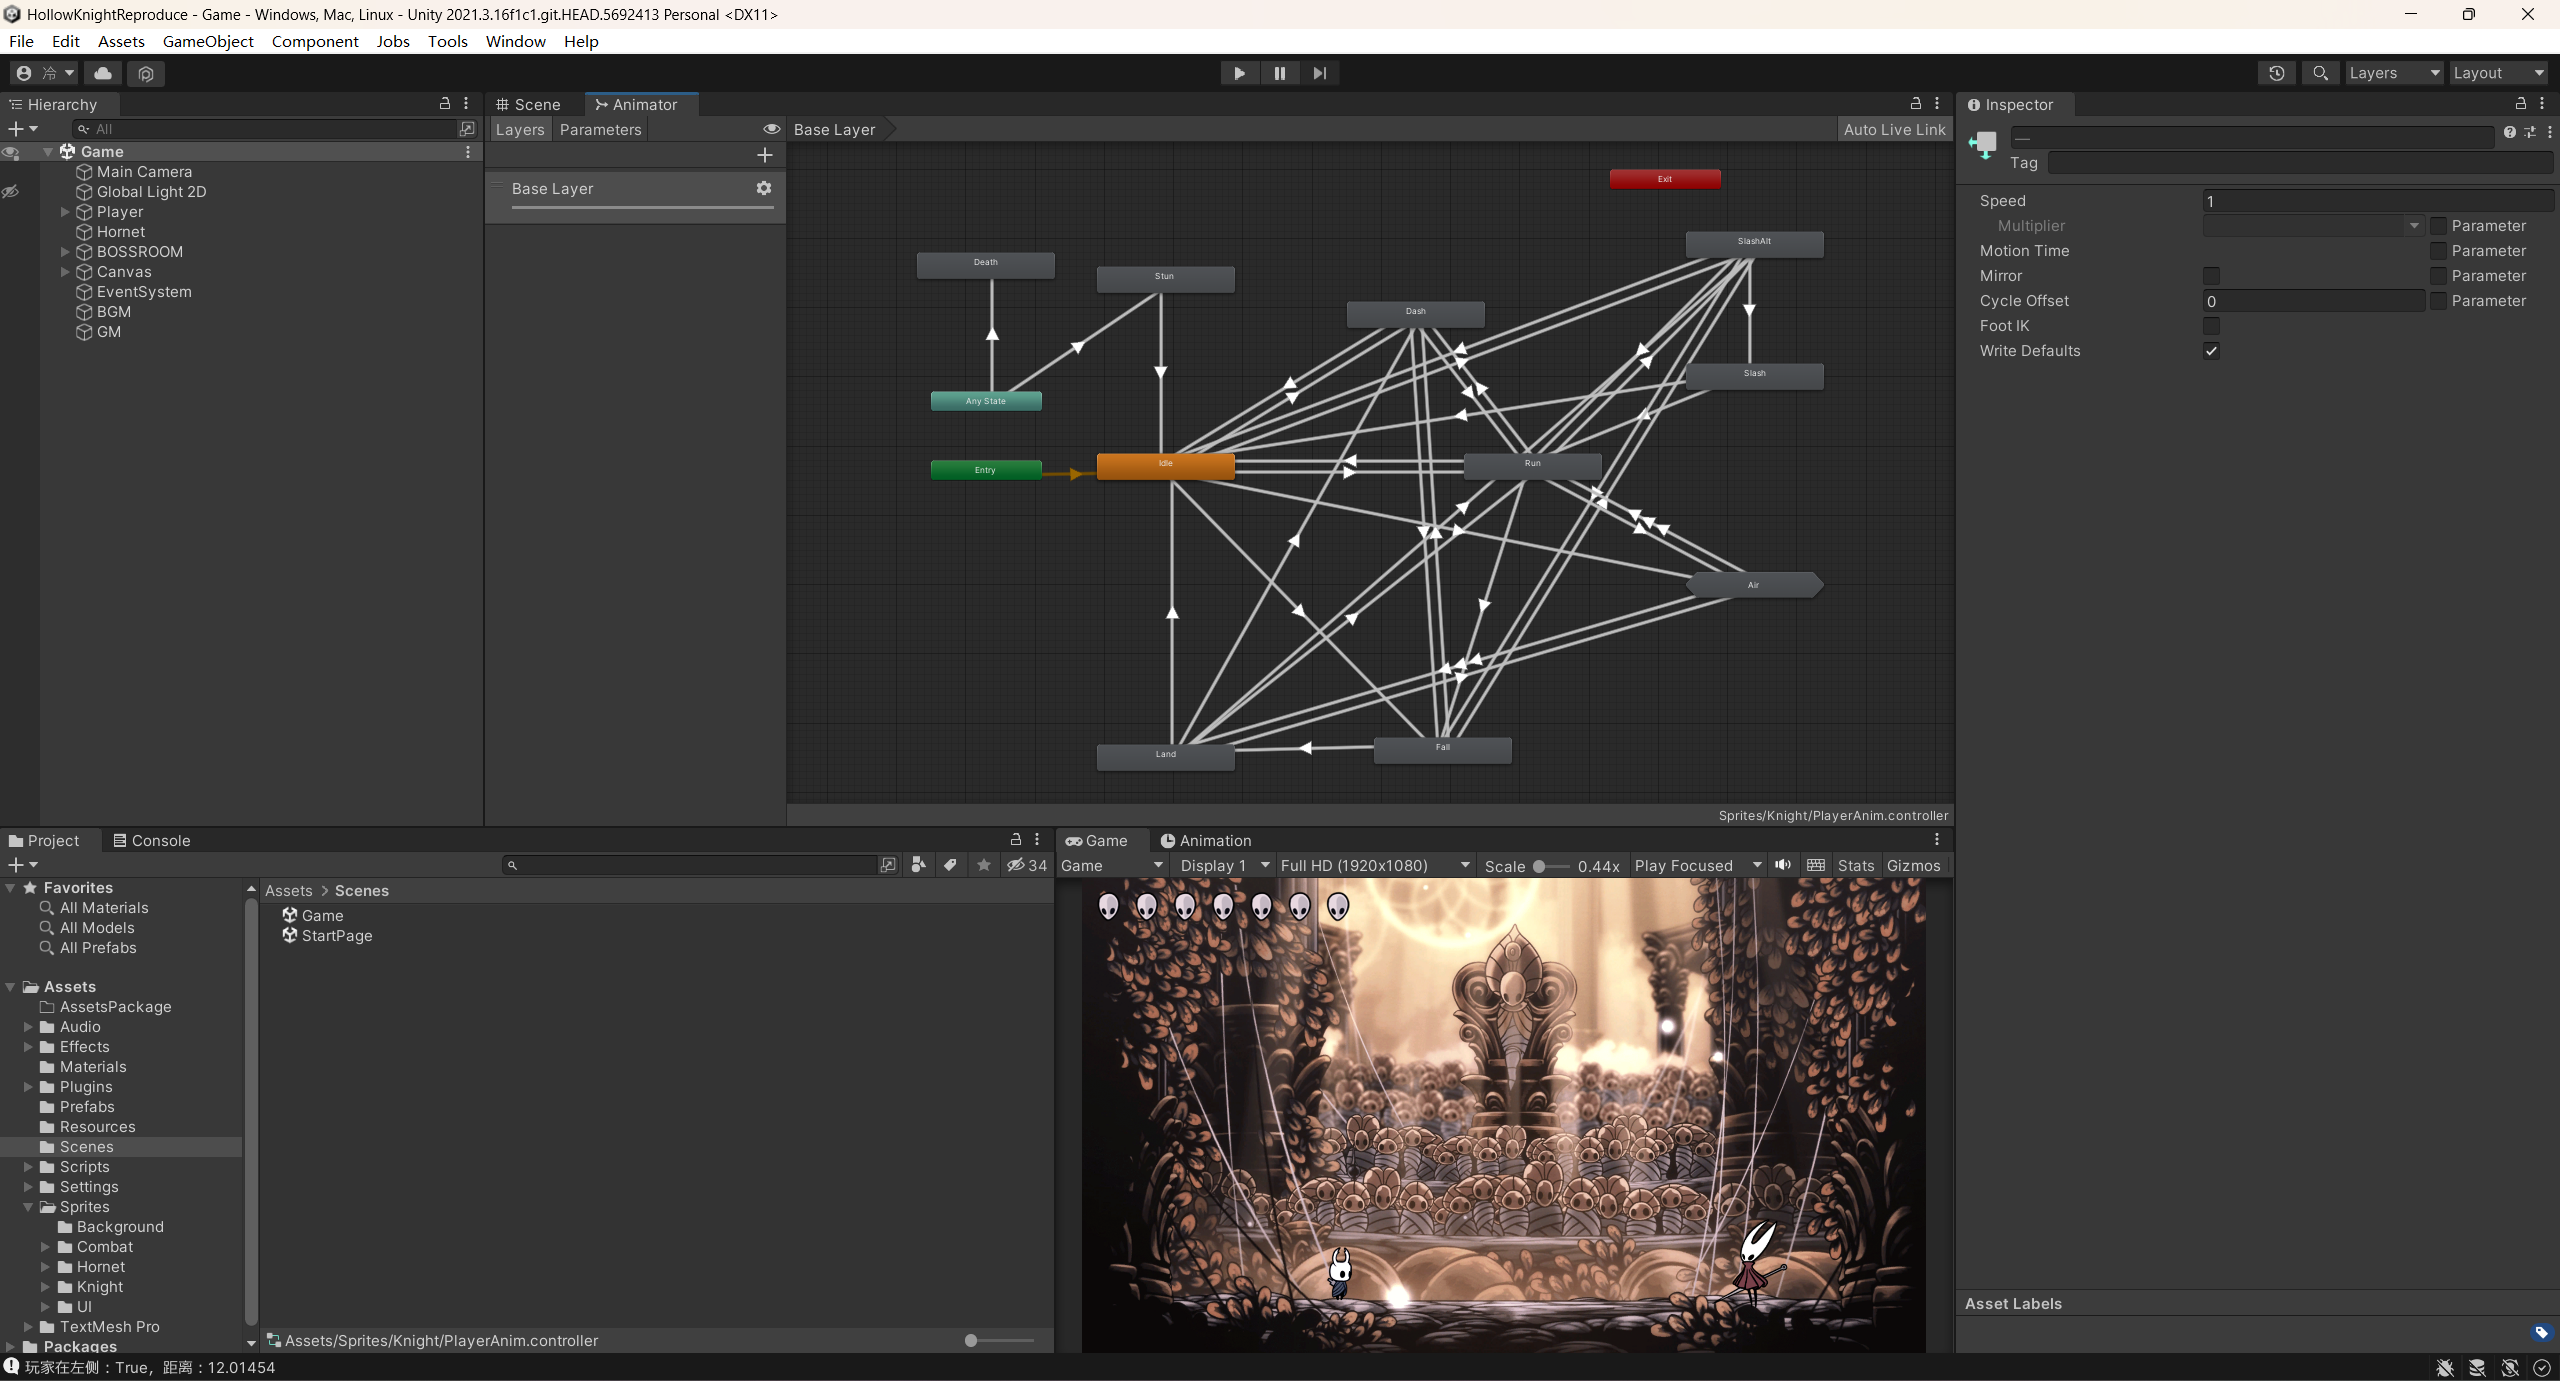 HollowKnightReproduce - Game - Windows, Mac, Linux - Unity 2021.3.16f1c1.git.HEAD.5692413 Personal <DX11>
File Edit Assets GameObject Component Jobs Tools Window Help
冷
Layers Layout
Hierarchy
All
Game
Main Camera
Global Light 2D
Player
Hornet
BOSSROOM
Canvas
EventSystem
BGM
GM
Scene Animator
Layers Parameters
Base Layer
Auto Live Link
Base Layer
Exit
SlashAlt
Death
Stun
Dash
Slash
Any State
Entry
Idle
Run
Air
Land
Fall
Sprites/Knight/PlayerAnim.controller
Inspector
—
Tag
Speed 1
Multiplier Parameter
Motion Time Parameter
Mirror Parameter
Cycle Offset 0 Parameter
Foot IK
Write Defaults
Asset Labels
Project Console
34
Favorites
All Materials
All Models
All Prefabs
Assets
AssetsPackage
Audio
Effects
Materials
Plugins
Prefabs
Resources
Scenes
Scripts
Settings
Sprites
Background
Combat
Hornet
Knight
UI
TextMesh Pro
Packages
Assets > Scenes
Game
StartPage
Assets/Sprites/Knight/PlayerAnim.controller
Game Animation
Game Display 1 Full HD (1920x1080) Scale 0.44x Play Focused Stats Gizmos
玩家在左侧：True，距离：12.01454